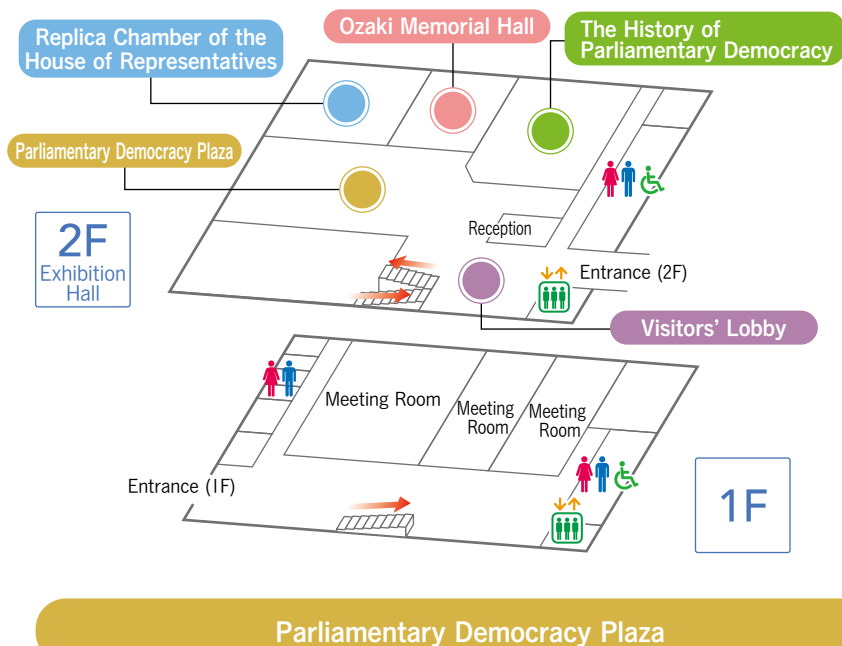 Replica Chamber of the
House of Representatives
Ozaki Memorial Hall
The History of
Parliamentary Democracy
Parliamentary Democracy Plaza
2F
Exhibition
Hall
Reception
Entrance (2F)
Visitors' Lobby
Meeting Room
Meeting
Room
Meeting
Room
Entrance (1F)
1F
Parliamentary Democracy Plaza